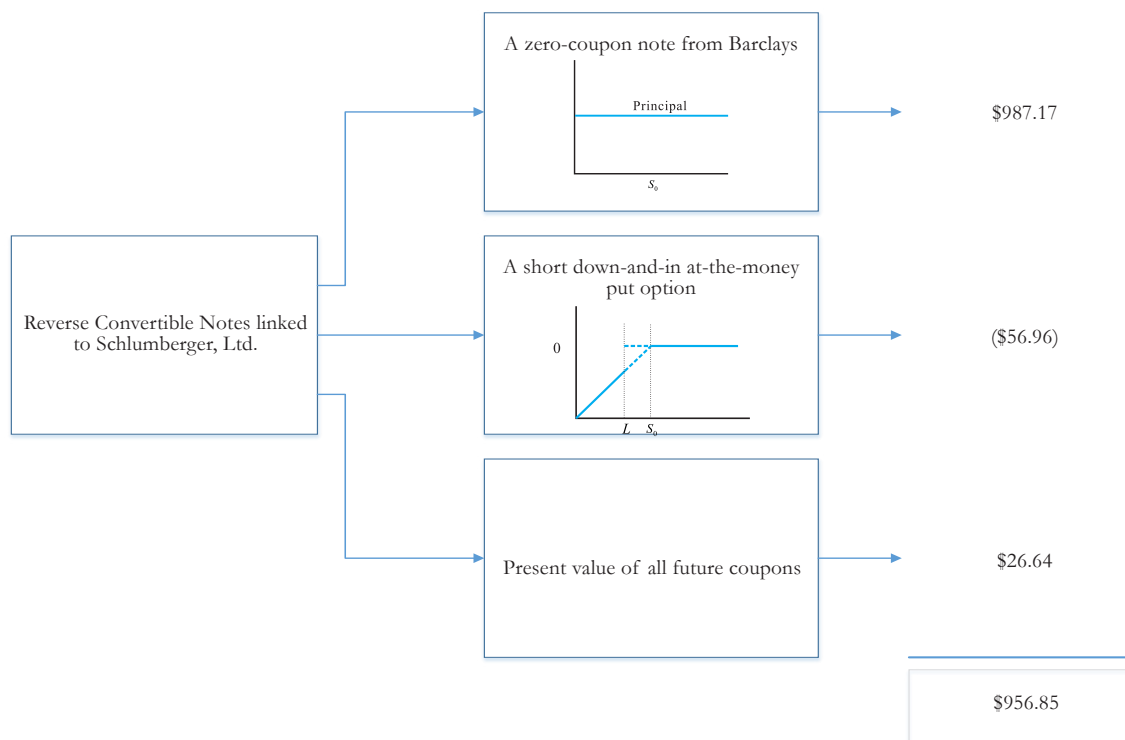 A zero-coupon note from Barclays
Principal
S₀
$987.17
Reverse Convertible Notes linked
to Schlumberger, Ltd.
A short down-and-in at-the-money
put option
0
L S₀
($56.96)
Present value of all future coupons
$26.64
$956.85